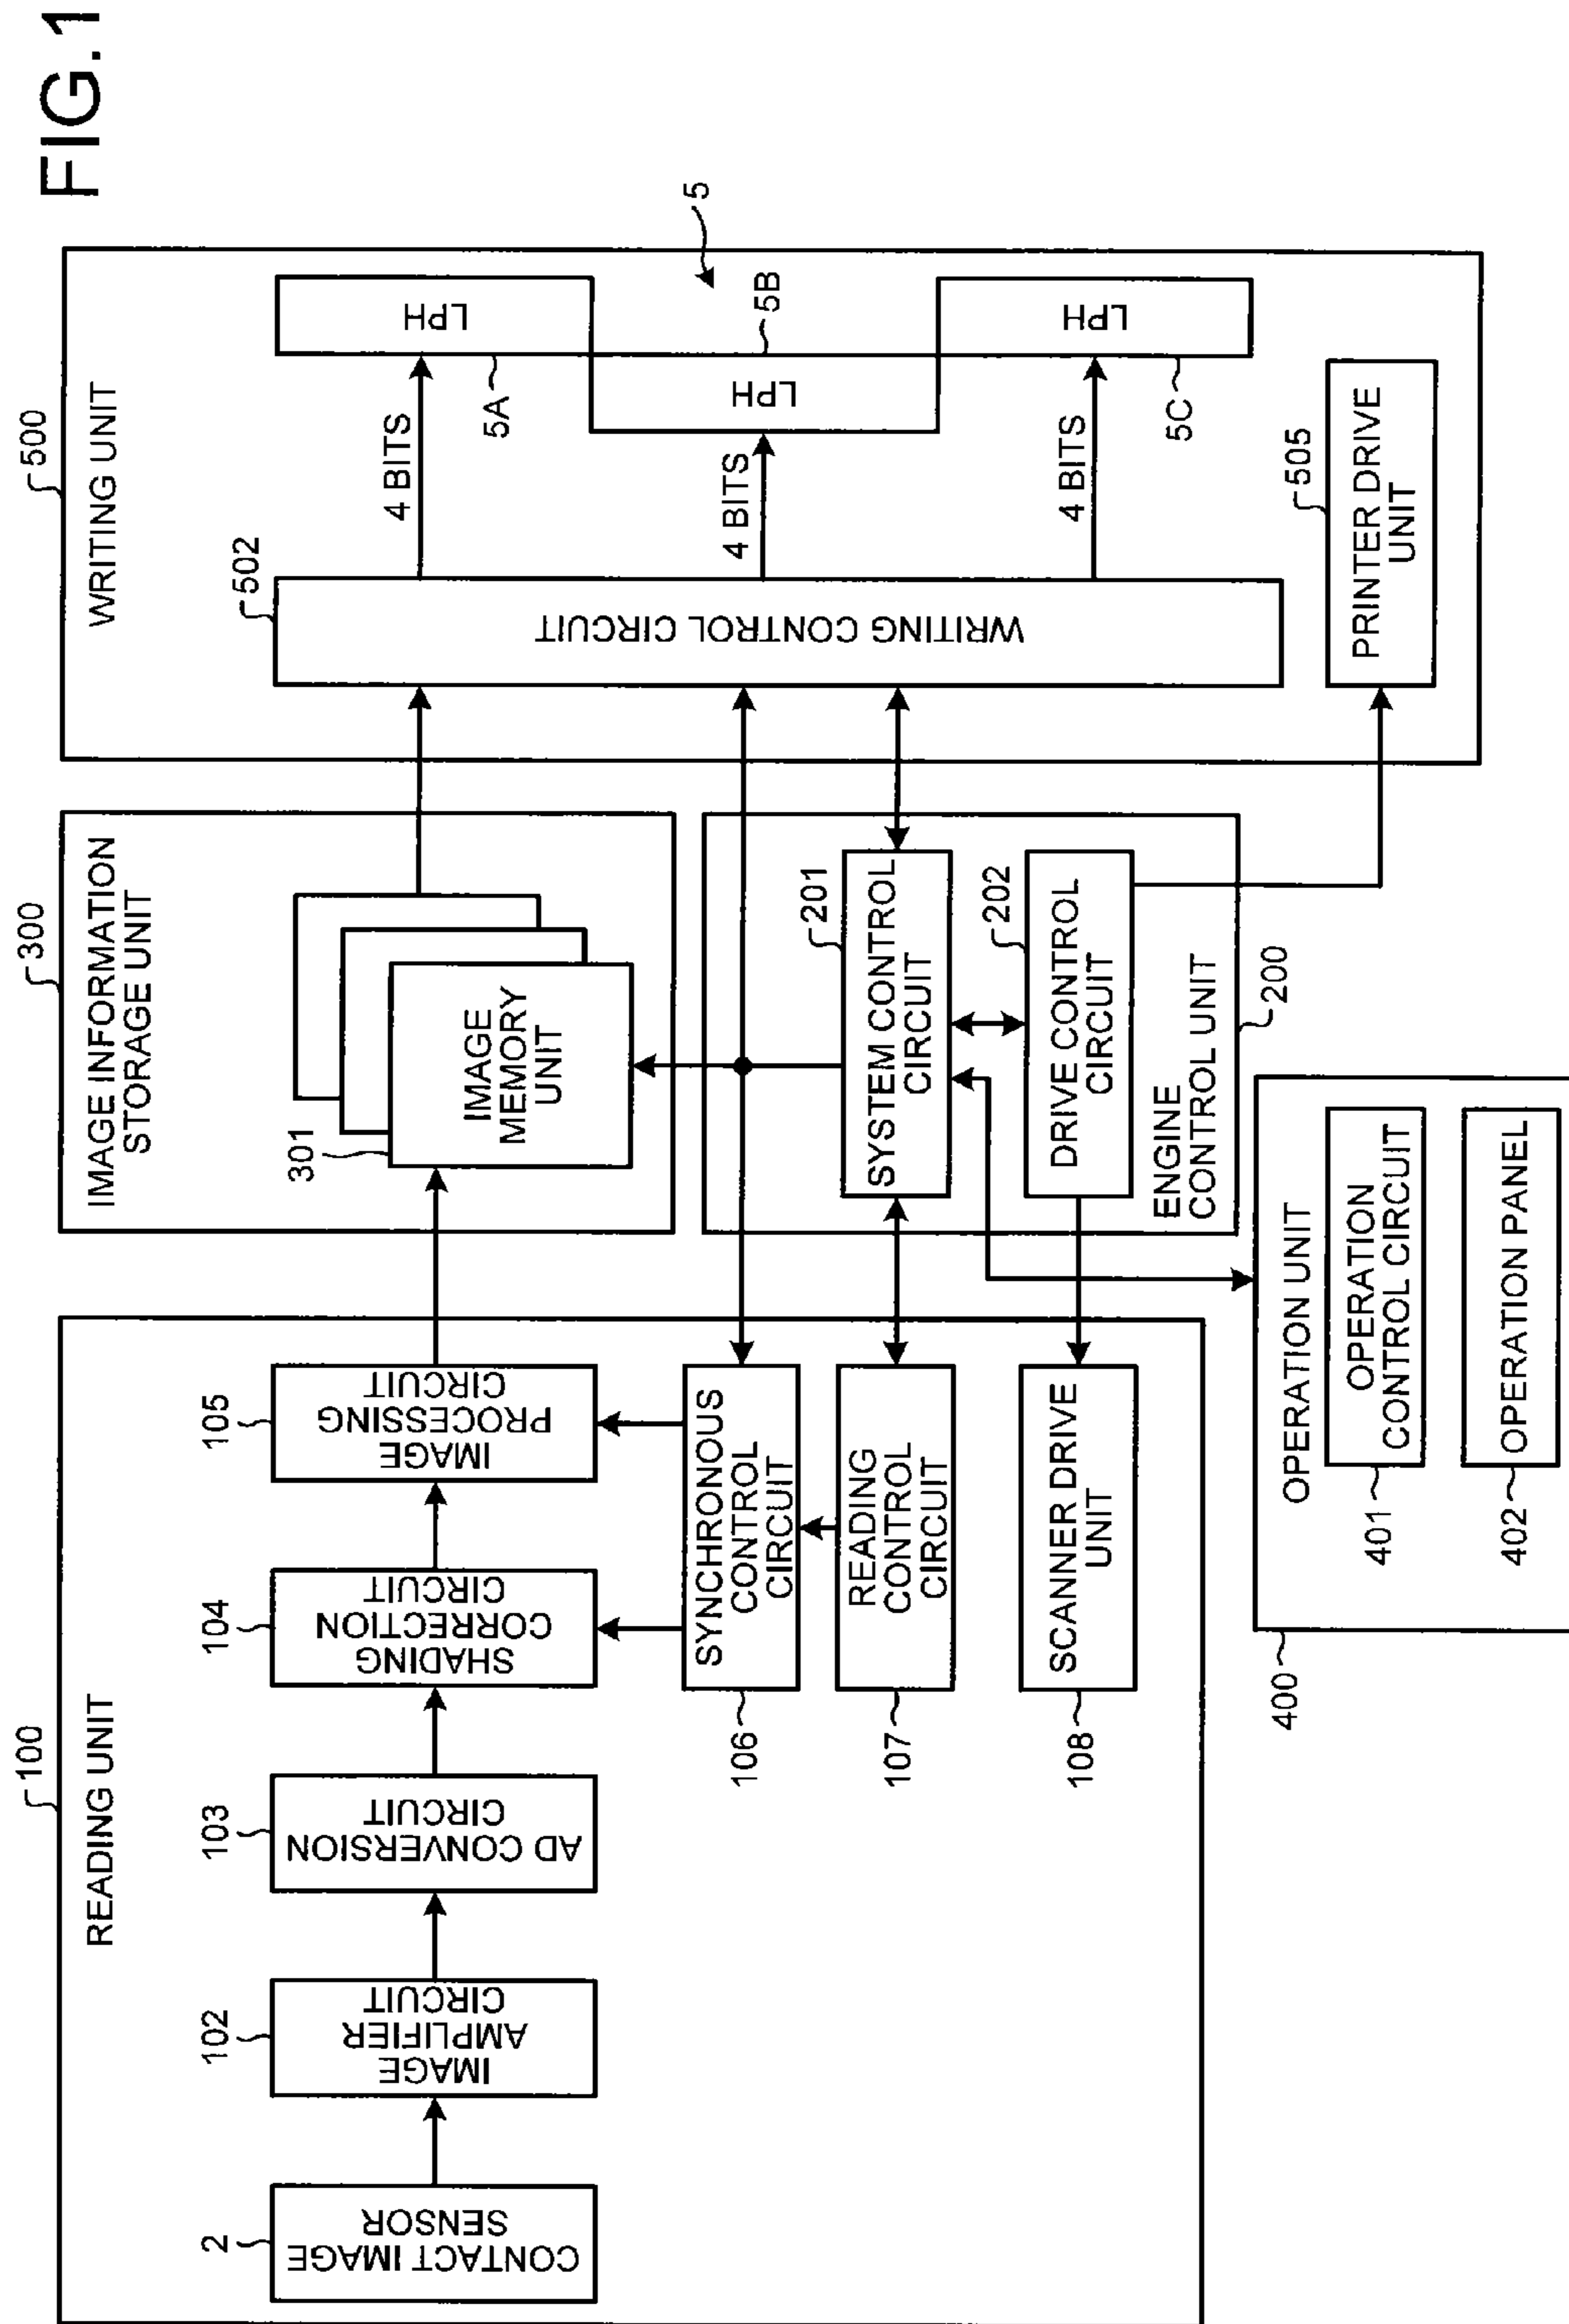 FIG.1
100
READING UNIT
2
CONTACT IMAGE
SENSOR
102
IMAGE
AMPLIFIER
CIRCUIT
103
AD CONVERSION
CIRCUIT
104
SHADING
CORRECTION
CIRCUIT
105
IMAGE
PROCESSING
CIRCUIT
106
SYNCHRONOUS
CONTROL
CIRCUIT
107
READING
CONTROL
CIRCUIT
108
SCANNER DRIVE
UNIT
300
IMAGE INFORMATION
STORAGE UNIT
301
IMAGE
MEMORY
UNIT
201
SYSTEM CONTROL
CIRCUIT
202
DRIVE CONTROL
CIRCUIT
ENGINE
CONTROL UNIT
200
400
OPERATION UNIT
401
OPERATION
CONTROL CIRCUIT
402
OPERATION PANEL
500
WRITING UNIT
502
WRITING CONTROL CIRCUIT
4 BITS
4 BITS
4 BITS
LPH
5A
LPH
5B
LPH
5C
5
505
PRINTER DRIVE
UNIT